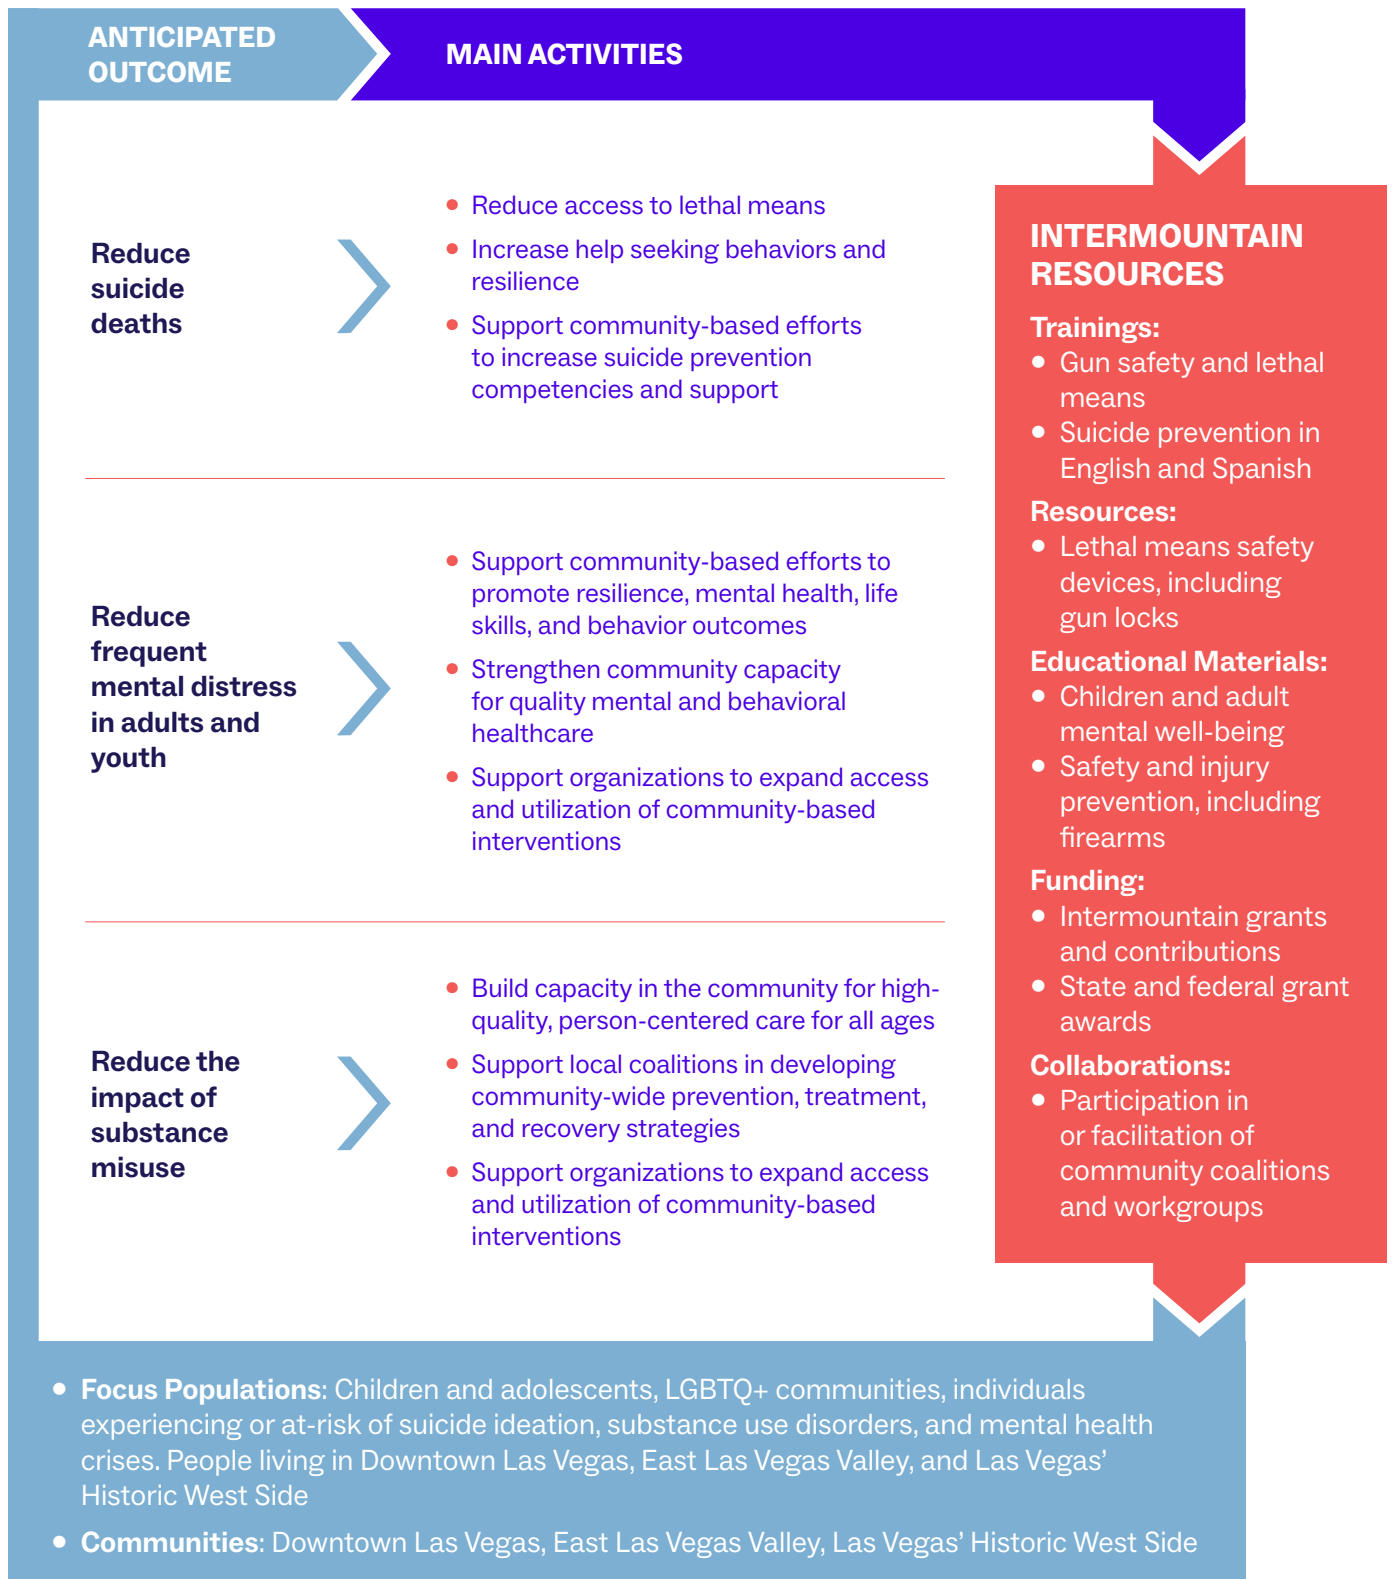 ANTICIPATED
OUTCOME
MAIN ACTIVITIES
Reduce
suicide
deaths
• Reduce access to lethal means
• Increase help seeking behaviors and
resilience
• Support community-based efforts
to increase suicide prevention
competencies and support
Reduce
frequent
mental distress
in adults and
youth
• Support community-based efforts to
promote resilience, mental health, life
skills, and behavior outcomes
• Strengthen community capacity
for quality mental and behavioral
healthcare
• Support organizations to expand access
and utilization of community-based
interventions
Reduce the
impact of
substance
misuse
• Build capacity in the community for high-
quality, person-centered care for all ages
• Support local coalitions in developing
community-wide prevention, treatment,
and recovery strategies
• Support organizations to expand access
and utilization of community-based
interventions
INTERMOUNTAIN
RESOURCES
Trainings:
• Gun safety and lethal
means
• Suicide prevention in
English and Spanish
Resources:
• Lethal means safety
devices, including
gun locks
Educational Materials:
• Children and adult
mental well-being
• Safety and injury
prevention, including
firearms
Funding:
• Intermountain grants
and contributions
• State and federal grant
awards
Collaborations:
• Participation in
or facilitation of
community coalitions
and workgroups
• Focus Populations: Children and adolescents, LGBTQ+ communities, individuals
experiencing or at-risk of suicide ideation, substance use disorders, and mental health
crises. People living in Downtown Las Vegas, East Las Vegas Valley, and Las Vegas’
Historic West Side
• Communities: Downtown Las Vegas, East Las Vegas Valley, Las Vegas’ Historic West Side